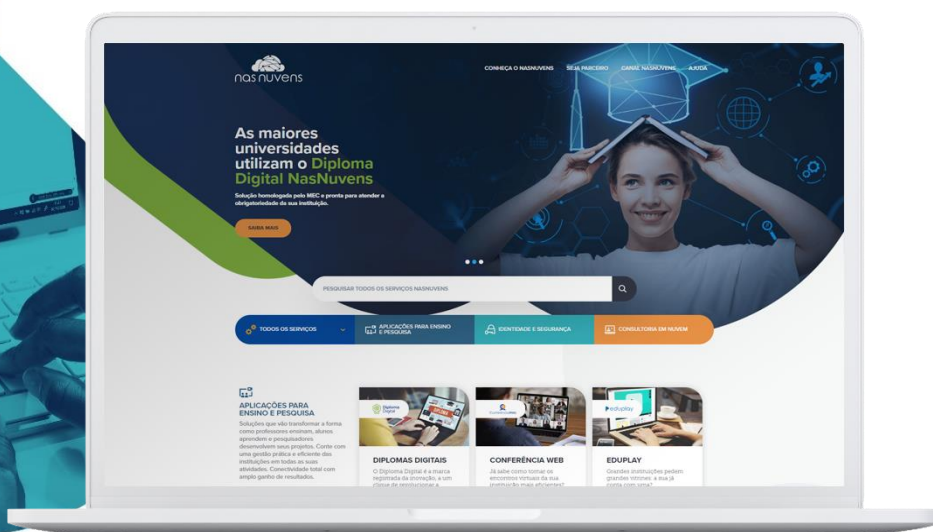 nas nuvens
CONHEÇA O NASNUVENS
SEJA PARCEIRO
CANAL NASNUVENS
AJUDA
As maiores
universidades
utilizam o Diploma
Digital NasNuvens
Solução homologada pelo MEC e pronta para atender a
obrigatoriedade da sua instituição.
SAIBA MAIS
PESQUISAR TODOS OS SERVIÇOS NASNUVENS
TODOS OS SERVIÇOS
APLICAÇÕES PARA ENSINO
E PESQUISA
IDENTIDADE E SEGURANÇA
CONSULTORIA EM NUVEM
APLICAÇÕES PARA
ENSINO E PESQUISA
Soluções que vão transformar a forma
como professores ensinam, alunos
aprendem e pesquisadores
desenvolvem seus projetos. Conte com
uma gestão prática e eficiente das
instituições em todas as suas
atividades. Conectividade total com
amplo ganho de resultados.
Diploma
Digital
DIPLOMAS DIGITAIS
O Diploma Digital é a marca
registrada da inovação, a um
clique de revolucionar a
CONFERÊNCIA WEB
Já sabe como tornar os
encontros virtuais da sua
instituição mais eficientes?
eduplay
EDUPLAY
Grandes instituições pedem
grandes vitrines: a sua já
conta com uma?